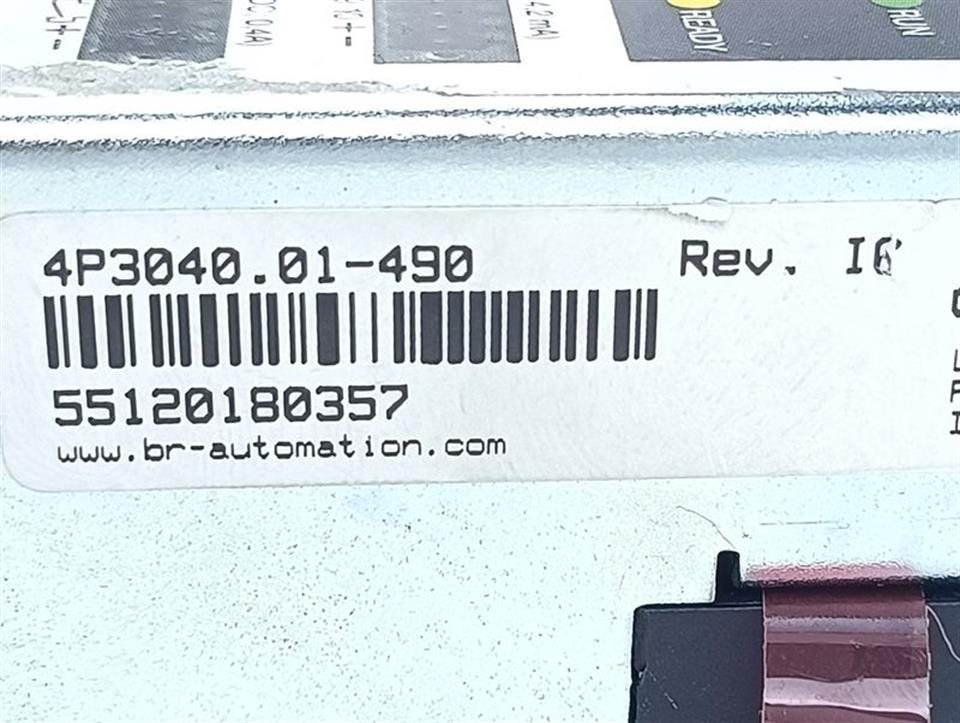 READY
RUN
4P3040.01-490
Rev. I6
55120180357
www.br-automation.com